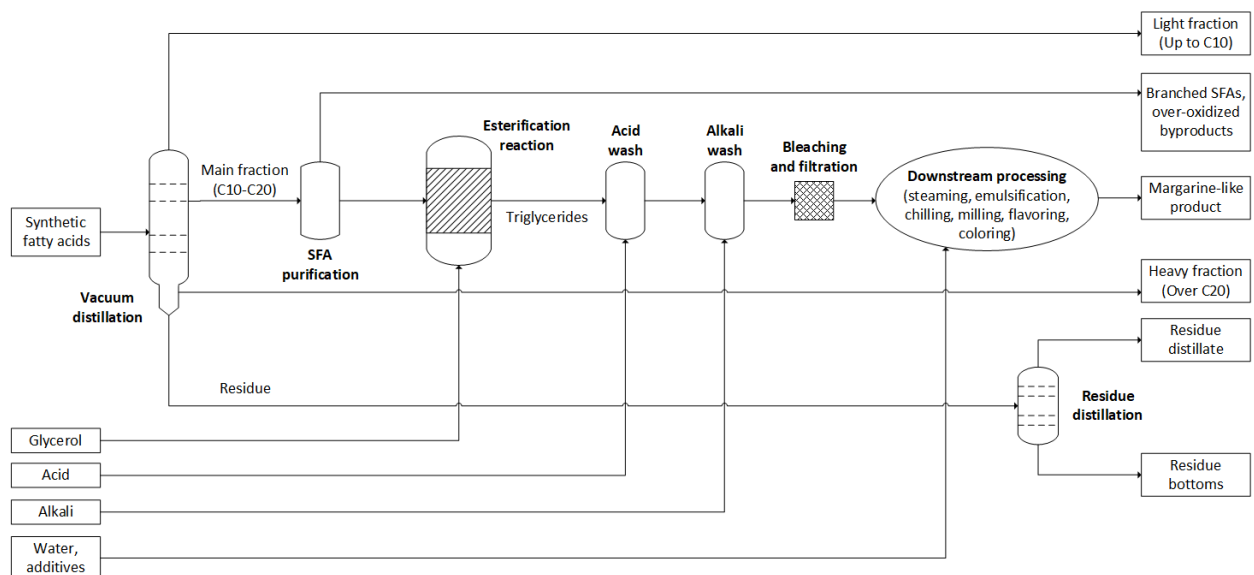 Light fraction
(Up to C10)
Branched SFAs,
over-oxidized
byproducts
Esterification
reaction
Acid
wash
Alkali
wash
Bleaching
and filtration
Main fraction
(C10-C20)
Downstream processing
(steaming, emulsification,
chilling, milling, flavoring,
coloring)
Margarine-like
product
Synthetic
fatty acids
Triglycerides
SFA
purification
Vacuum
distillation
Heavy fraction
(Over C20)
Residue
distillate
Residue
Residue
distillation
Glycerol
Acid
Residue
bottoms
Alkali
Water,
additives